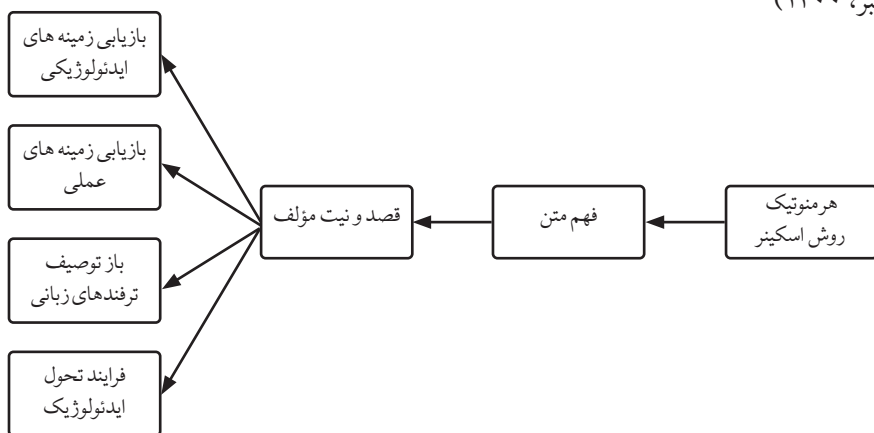 هرمنوتیک
روش اسکینر
فهم متن
قصد و نیت مؤلف
بازیابی زمینه های
ایدئولوژیکی
بازیابی زمینه های
عملی
باز توصیف
ترفندهای زبانی
فرایند تحول
ایدئولوژیک